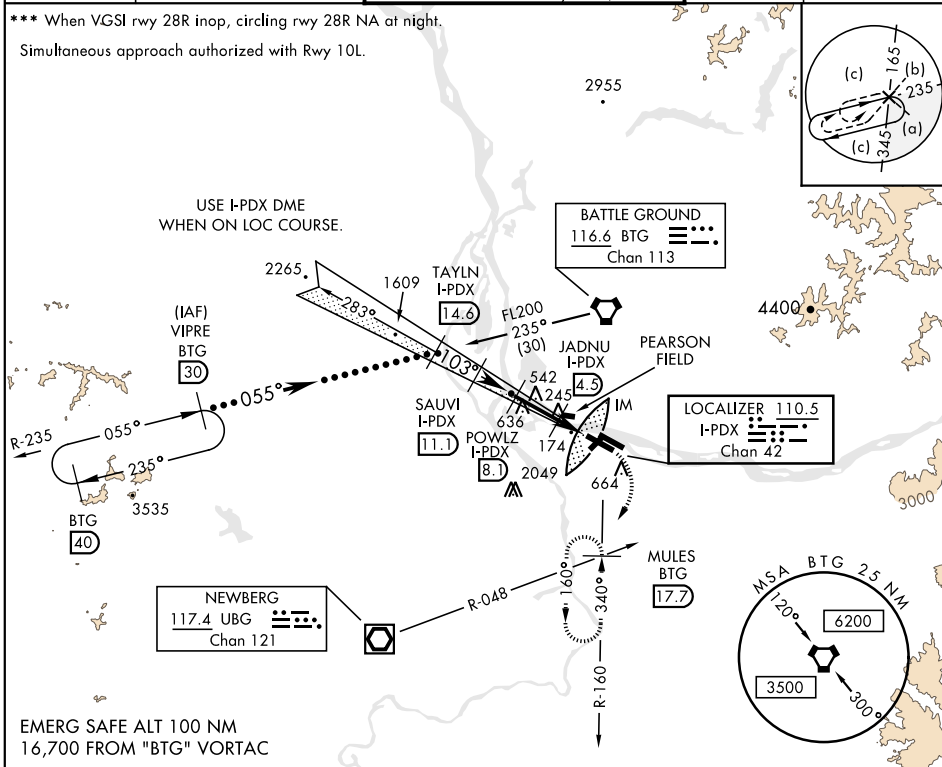 *** When VGSI rwy 28R inop, circling rwy 28R NA at night.
Simultaneous approach authorized with Rwy 10L.
2955
(c)
165
(b)
235
(a)
345
(c)
USE I-PDX DME
WHEN ON LOC COURSE.
BATTLE GROUND
116.6 BTG
Chan 113
2265
283°
1609
TAYLN
I-PDX
14.6
FL200
235°
(30)
4400
(IAF)
VIPRE
BTG
30
103°
JADNU
I-PDX
4.5
PEARSON
FIELD
055°
542
245
636
IM
SAUVI
I-PDX
11.1
POWLZ
I-PDX
8.1
174
2049
664
LOCALIZER 110.5
I-PDX
Chan 42
R-235
055°
235°
3535
BTG
40
3000
MULES
BTG
17.7
160°
340°
R-048
NEWBERG
117.4 UBG
Chan 121
R-160
MSA BTG 25 NM
120°
6200
3500
300°
EMERG SAFE ALT 100 NM
16,700 FROM "BTG" VORTAC